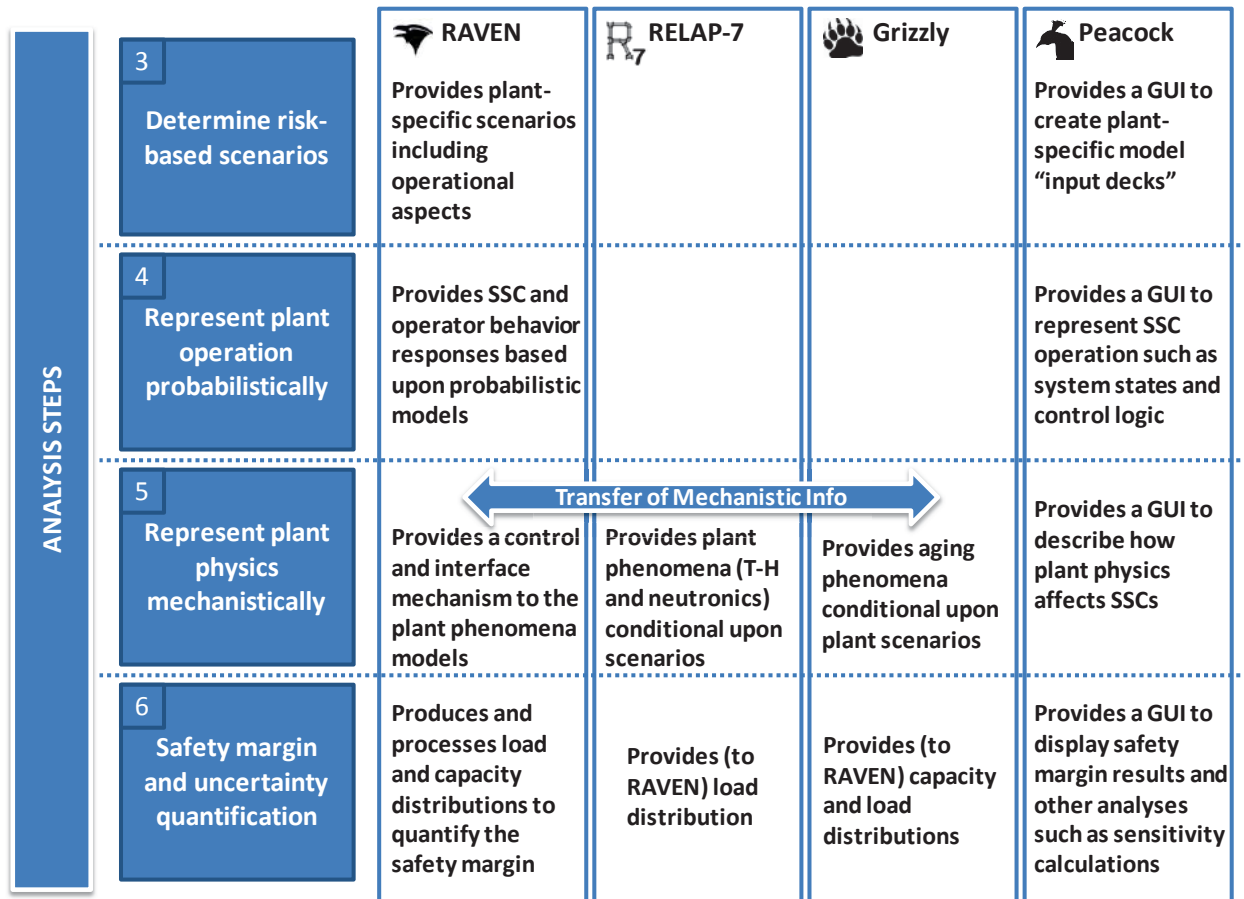 ANALYSIS STEPS
RAVEN
R7
RELAP-7
Grizzly
Peacock
3
Determine risk-
based scenarios
Provides plant-
specific scenarios
including
operational
aspects
Provides a GUI to
create plant-
specific model
“input decks”
4
Represent plant
operation
probabilistically
Provides SSC and
operator behavior
responses based
upon probabilistic
models
Provides a GUI to
represent SSC
operation such as
system states and
control logic
5
Represent plant
physics
mechanistically
Transfer of Mechanistic Info
Provides a control
and interface
mechanism to the
plant phenomena
models
Provides plant
phenomena (T-H
and neutronics)
conditional upon
scenarios
Provides aging
phenomena
conditional upon
plant scenarios
Provides a GUI to
describe how
plant physics
affects SSCs
6
Safety margin
and uncertainty
quantification
Produces and
processes load
and capacity
distributions to
quantify the
safety margin
Provides (to
RAVEN) load
distribution
Provides (to
RAVEN) capacity
and load
distributions
Provides a GUI to
display safety
margin results and
other analyses
such as sensitivity
calculations